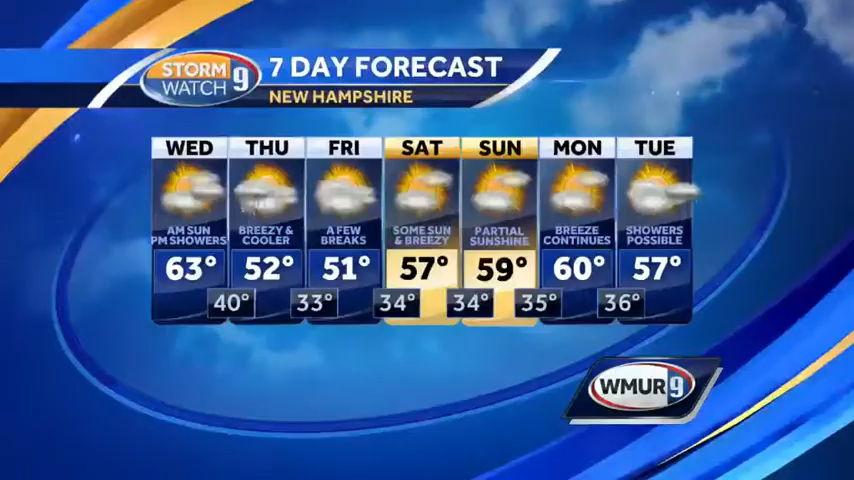 STORM
WATCH 9
7 DAY FORECAST
NEW HAMPSHIRE
WED THU FRI SAT SUN MON TUE
AM SUN BREEZY & A FEW SOME SUN PARTIAL BREEZE SHOWERS
PM SHOWERS COOLER BREAKS & BREEZY SUNSHINE CONTINUES POSSIBLE
63° 52° 51° 57° 59° 60° 57°
40° 33° 34° 34° 35° 36°
WMUR 9